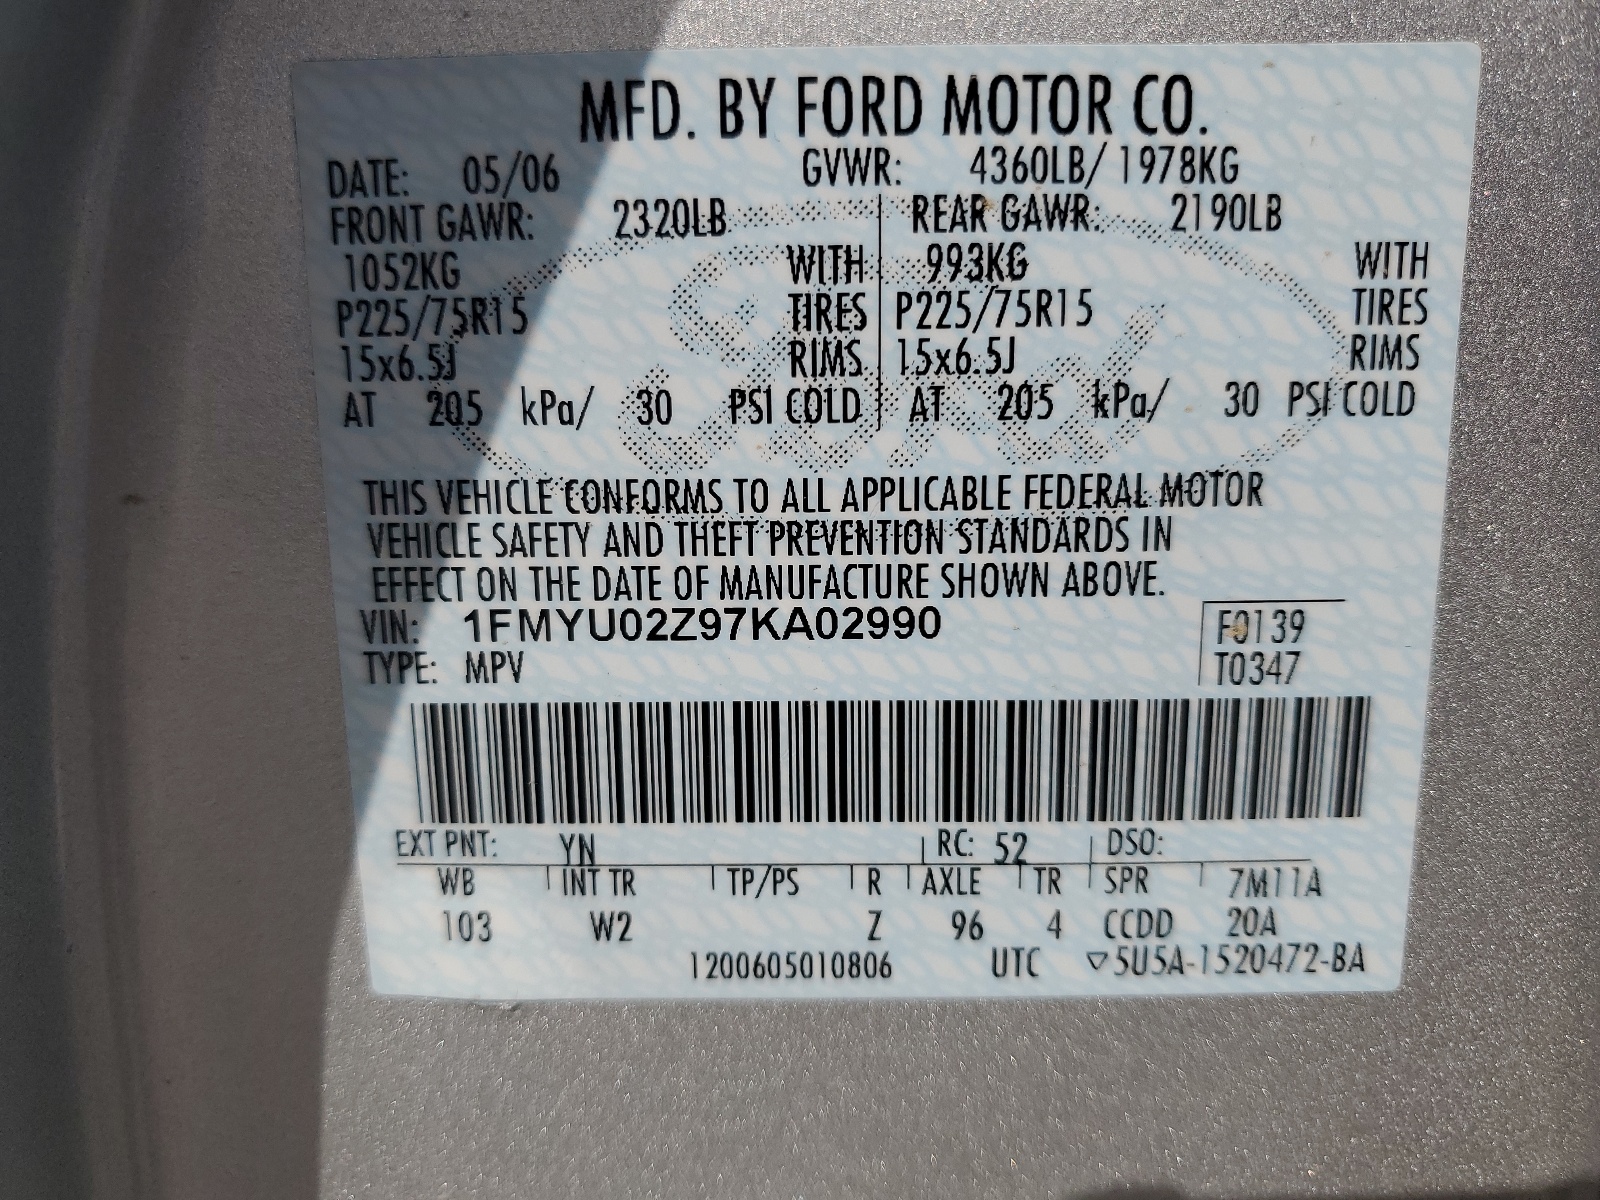 MFD. BY FORD MOTOR CO.
DATE: 05/06 GVWR: 4360LB/ 1978KG
FRONT GAWR: 2320LB REAR GAWR: 2190LB
1052KG WITH 993KG WITH
P225/75R15 TIRES P225/75R15 TIRES
15x6.5J RIMS 15x6.5J RIMS
AT 205 kPa/ 30 PSI COLD AT 205 kPa/ 30 PSI COLD
Ford
THIS VEHICLE CONFORMS TO ALL APPLICABLE FEDERAL MOTOR
VEHICLE SAFETY AND THEFT PREVENTION STANDARDS IN
EFFECT ON THE DATE OF MANUFACTURE SHOWN ABOVE.
VIN: 1FMYU02Z97KA02990 F0139
TYPE: MPV T0347
EXT PNT: YN RC: 52 DSO:
WB INT TR TP/PS R AXLE TR SPR 7M11A
103 W2 Z 96 4 CCDD 20A
1200605010806 UTC ▽5U5A-1520472-BA